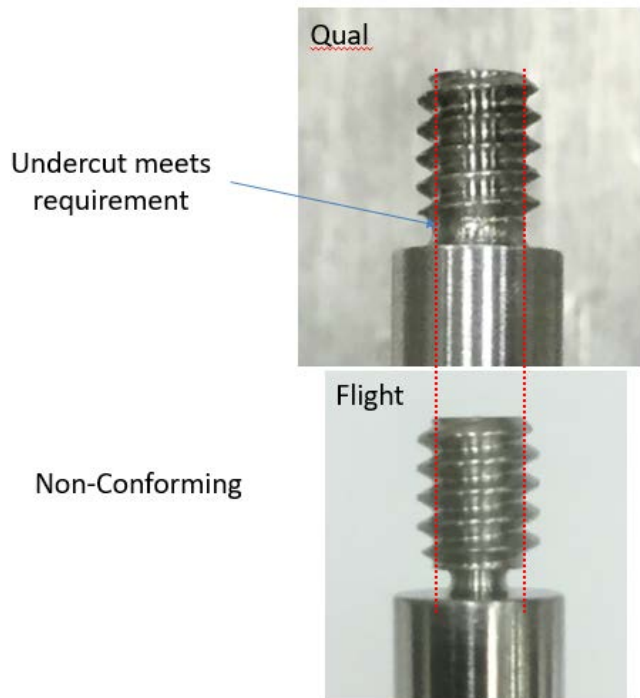 Qual
Undercut meets
requirement
Flight
Non-Conforming